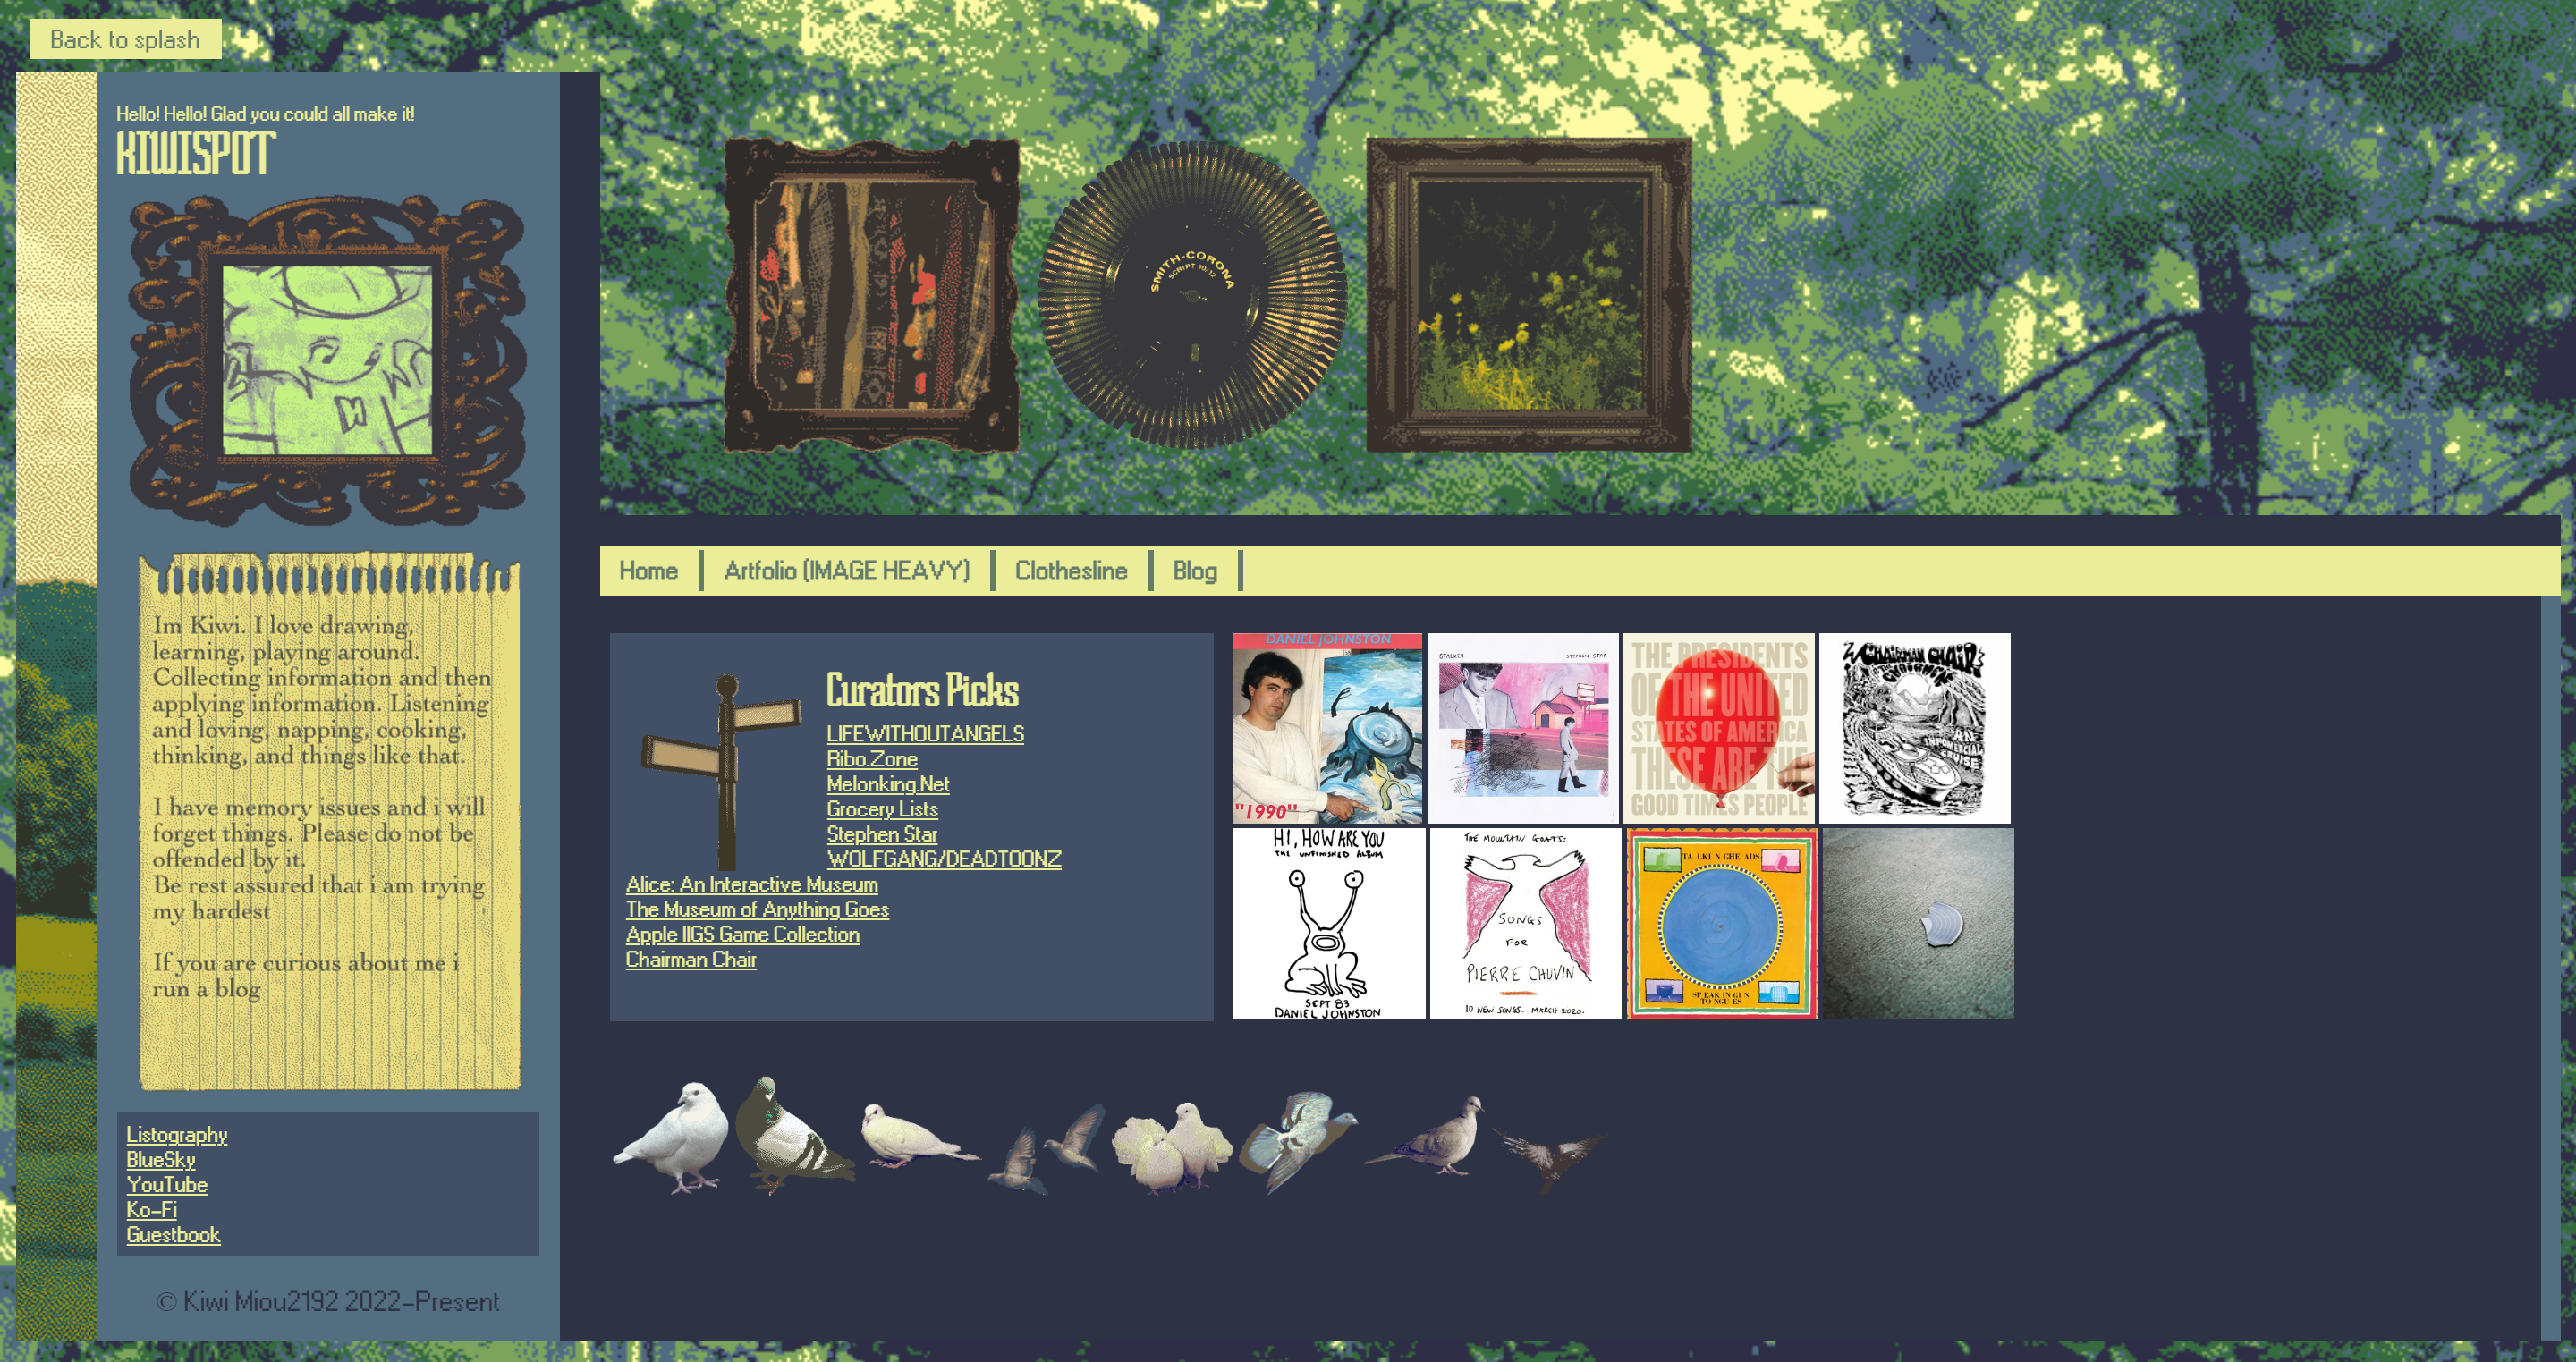 Back to splash
Hello! Hello! Glad you could all make it!
KIWISPOT
SMITH-CORONA
SCRIPT 10/12
Im Kiwi. I love drawing,
learning, playing around.
Collecting information and then
applying information. Listening
and loving, napping, cooking,
thinking, and things like that.
I have memory issues and i will
forget things. Please do not be
offended by it.
Be rest assured that i am trying
my hardest
If you are curious about me i
run a blog
Listography
BlueSky
YouTube
Ko-Fi
Guestbook
© Kiwi Miou2192 2022-Present
Home
Artfolio (IMAGE HEAVY)
Clothesline
Blog
Curators Picks
LIFEWITHOUTANGELS
Ribo.Zone
Melonking.Net
Grocery Lists
Stephen Star
WOLFGANG/DEADTOONZ
Alice: An Interactive Museum
The Museum of Anything Goes
Apple IIGS Game Collection
Chairman Chair
DANIEL JOHNSTON
"1990"
STALKER
STEPHEN STAR
THE PRESIDENTS
OF THE UNITED
STATES OF AMERICA
THESE ARE THE
GOOD TIMES PEOPLE
CHAIRMAN CHAIR
AN
COMMERCIAL
CRUISE
HI, HOW ARE YOU
THE UNFINISHED ALBUM
SEPT 83
DANIEL JOHNSTON
THE MOUNTAIN GOATS:
SONGS
FOR
PIERRE CHUVIN
10 NEW SONGS. MARCH 2020.
TALKING HEADS
SPEAKING IN
TONGUES